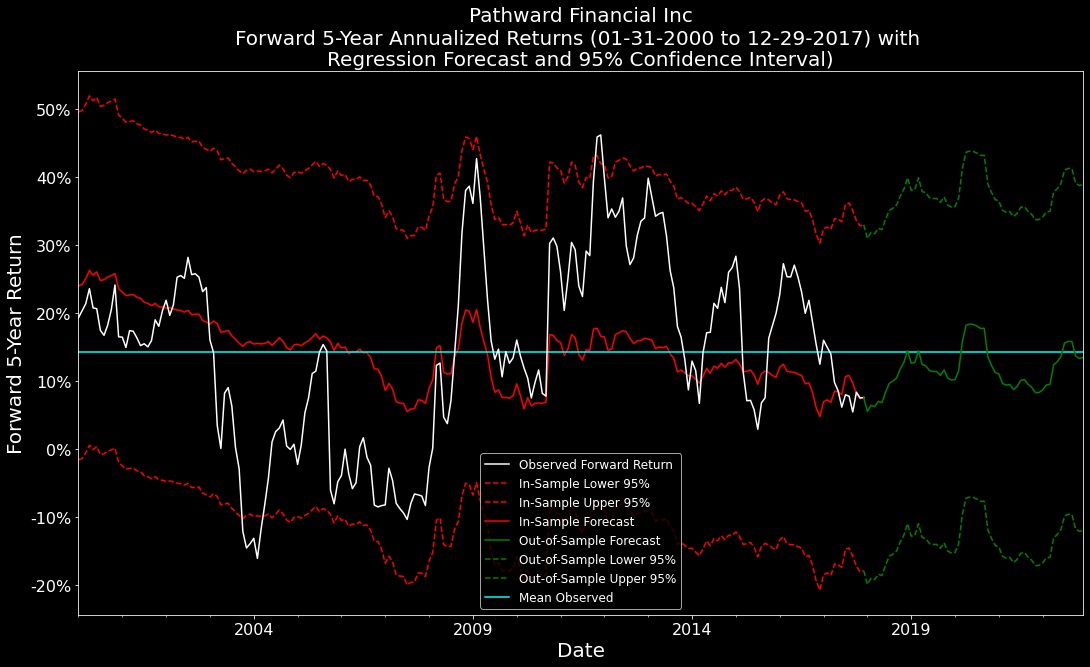 Pathward Financial Inc
Forward 5-Year Annualized Returns (01-31-2000 to 12-29-2017) with
Regression Forecast and 95% Confidence Interval)
Forward 5-Year Return
50%
40%
30%
20%
10%
0%
-10%
-20%
Observed Forward Return
In-Sample Lower 95%
In-Sample Upper 95%
In-Sample Forecast
Out-of-Sample Forecast
Out-of-Sample Lower 95%
Out-of-Sample Upper 95%
Mean Observed
2004 2009 2014 2019
Date